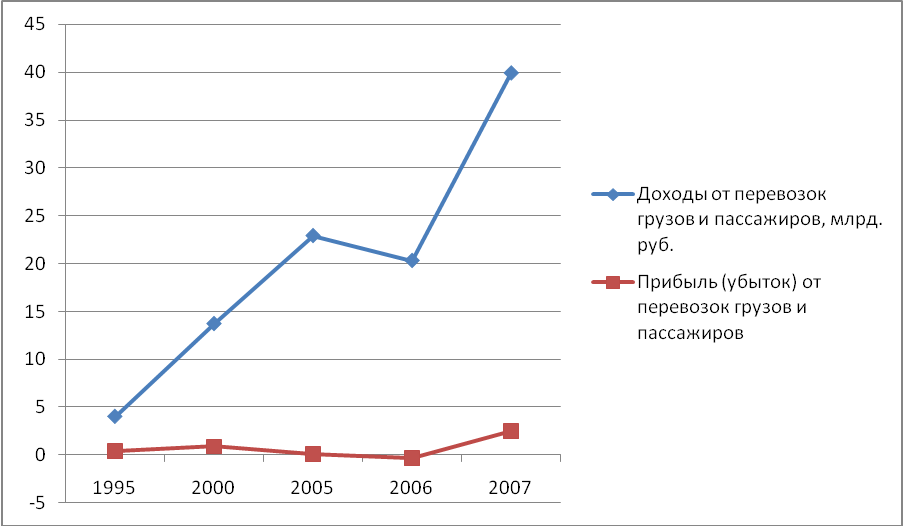 45
40
35
30
25
20
15
10
5
0
-5
1995 2000 2005 2006 2007
Доходы от перевозок
грузов и пассажиров, млрд.
руб.
Прибыль (убыток) от
перевозок грузов и
пассажиров